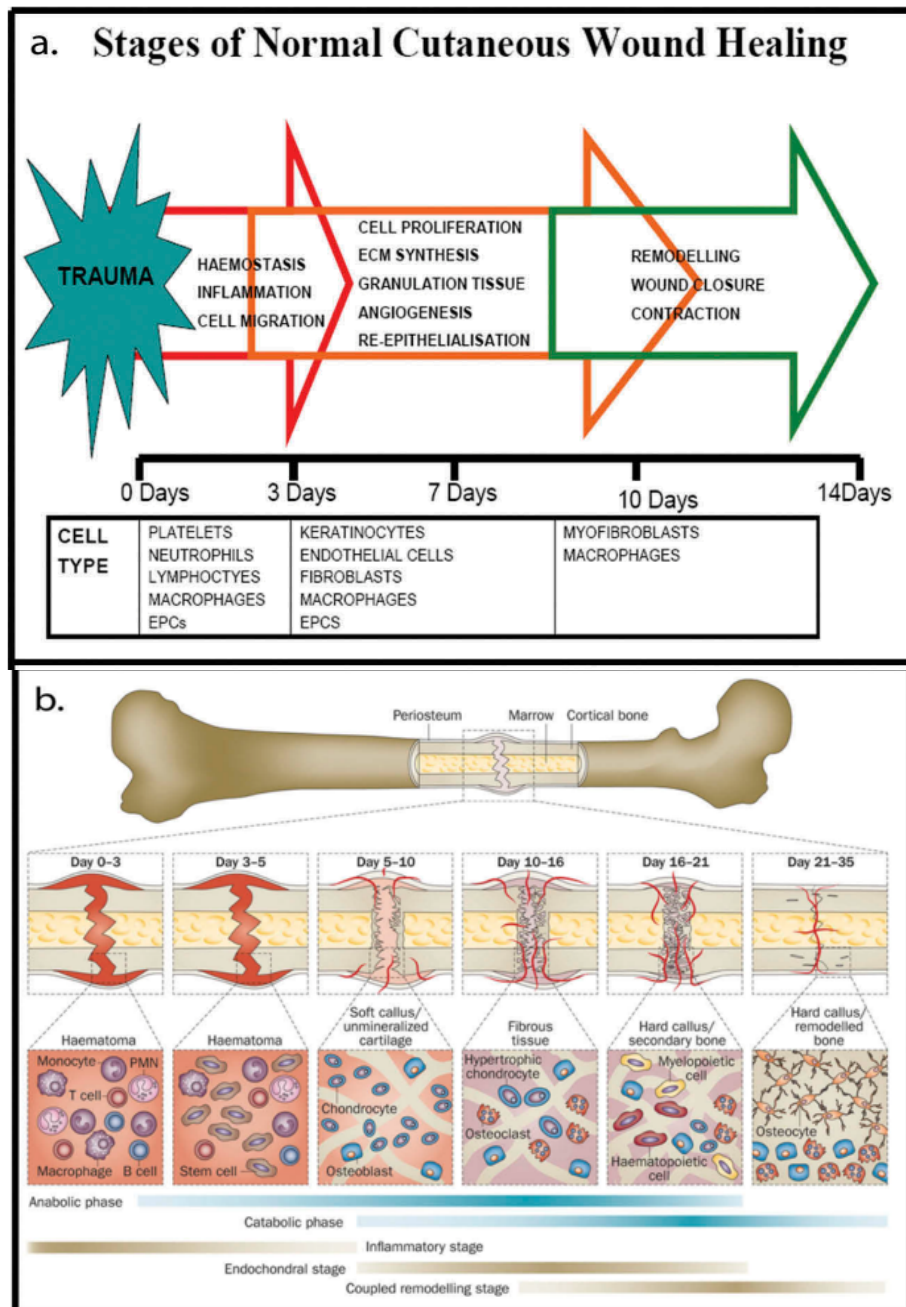 a. Stages of Normal Cutaneous Wound Healing
TRAUMA
HAEMOSTASIS
INFLAMMATION
CELL MIGRATION
CELL PROLIFERATION
ECM SYNTHESIS
GRANULATION TISSUE
ANGIOGENESIS
RE-EPITHELIALISATION
REMODELLING
WOUND CLOSURE
CONTRACTION
0 Days 3 Days 7 Days 10 Days 14Days
CELL
TYPE
PLATELETS
NEUTROPHILS
LYMPHOCTYES
MACROPHAGES
EPCs
KERATINOCYTES
ENDOTHELIAL CELLS
FIBROBLASTS
MACROPHAGES
EPCS
MYOFIBROBLASTS
MACROPHAGES
b.
Periosteum Marrow Cortical bone
Day 0–3 Day 3–5 Day 5–10 Day 10–16 Day 16–21 Day 21–35
Haematoma
Monocyte PMN
T cell
Macrophage B cell
Haematoma
Stem cell
Soft callus/
unmineralized
cartilage
Chondrocyte
Osteoblast
Fibrous
tissue
Hypertrophic
chondrocyte
Osteoclast
Hard callus/
secondary bone
Myelopoietic
cell
Haematopoietic
cell
Hard callus/
remodelled
bone
Osteocyte
Anabolic phase
Catabolic phase
Inflammatory stage
Endochondral stage
Coupled remodelling stage